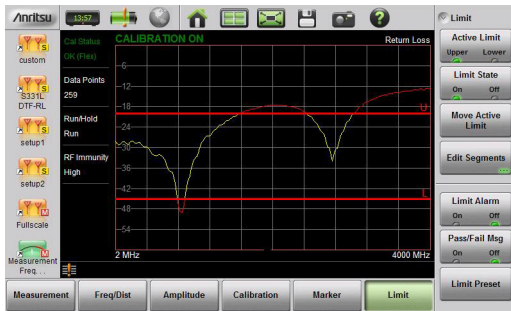 Anritsu
13:57
Limit
custom
S331L
DTF-RL
setup1
setup2
Fullscale
Measurement
Freq. . .
Cal Status
OK (Flex)
Data Points
259
Run/Hold
Run
RF Immunity
High
CALIBRATION ON
Return Loss
-6
-12
-18
-24
-36
-42
-48
-54
U
L
2 MHz
4000 MHz
Active Limit
Upper Lower
Limit State
On Off
Move Active
Limit
Edit Segments
Limit Alarm
On Off
Pass/Fail Msg
On Off
Limit Preset
Measurement
Freq/Dist
Amplitude
Calibration
Marker
Limit